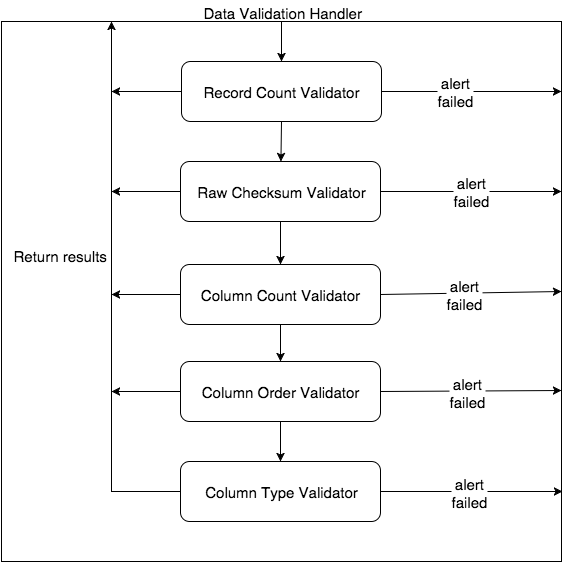 Data Validation Handler
Record Count Validator
alert
failed
Raw Checksum Validator
alert
failed
Return results
Column Count Validator
alert
failed
Column Order Validator
alert
failed
Column Type Validator
alert
failed